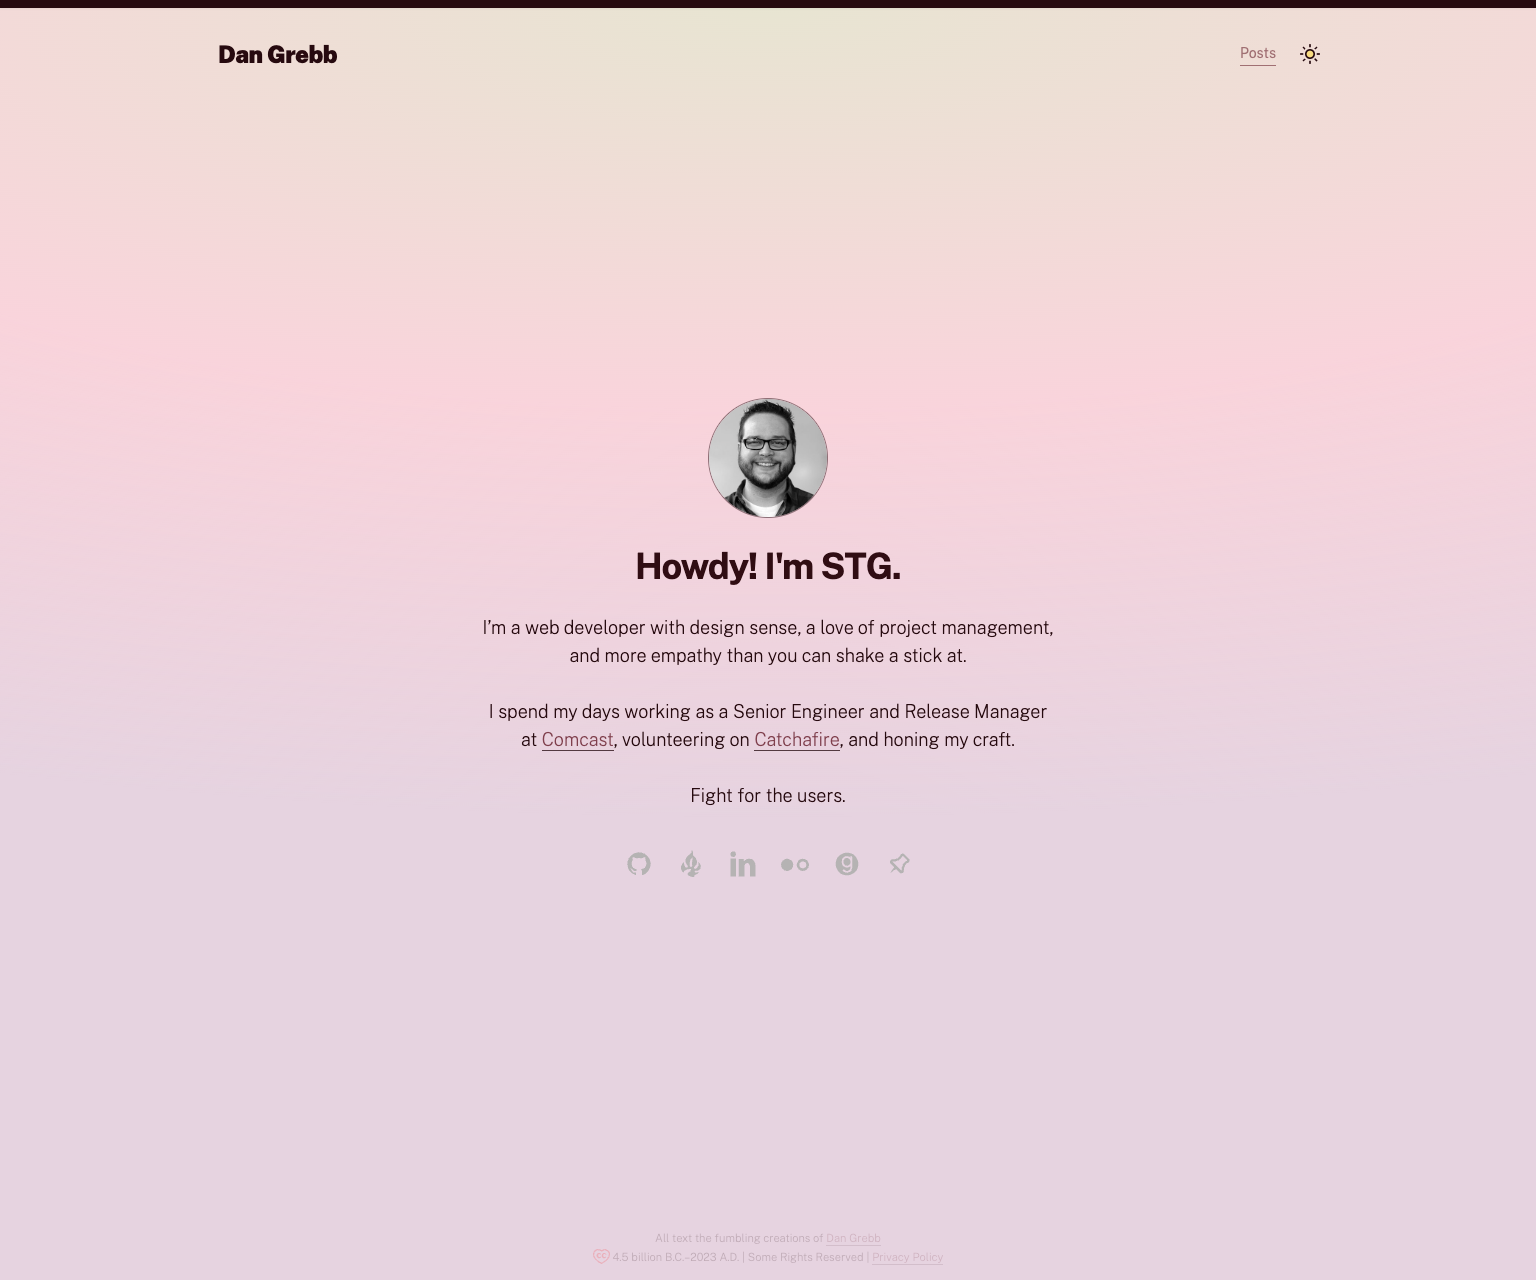 Dan Grebb
Posts
Howdy! I'm STG.
I’m a web developer with design sense, a love of project management,
and more empathy than you can shake a stick at.
I spend my days working as a Senior Engineer and Release Manager
at Comcast, volunteering on Catchafire, and honing my craft.
Fight for the users.
All text the fumbling creations of Dan Grebb
4.5 billion B.C.–2023 A.D. | Some Rights Reserved | Privacy Policy